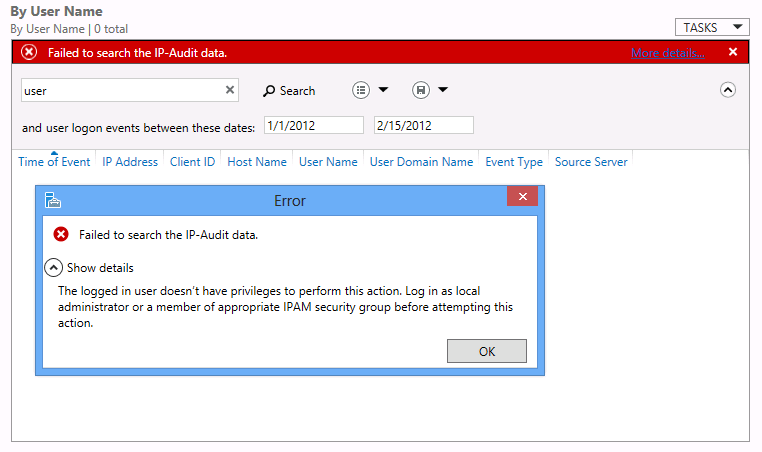 By User Name
By User Name | 0 total
TASKS
Failed to search the IP-Audit data.
More details...
user
Search
and user logon events between these dates: 1/1/2012 2/15/2012
Time of Event IP Address Client ID Host Name User Name User Domain Name Event Type Source Server
Error
Failed to search the IP-Audit data.
Show details
The logged in user doesn't have privileges to perform this action. Log in as local
administrator or a member of appropriate IPAM security group before attempting this
action.
OK